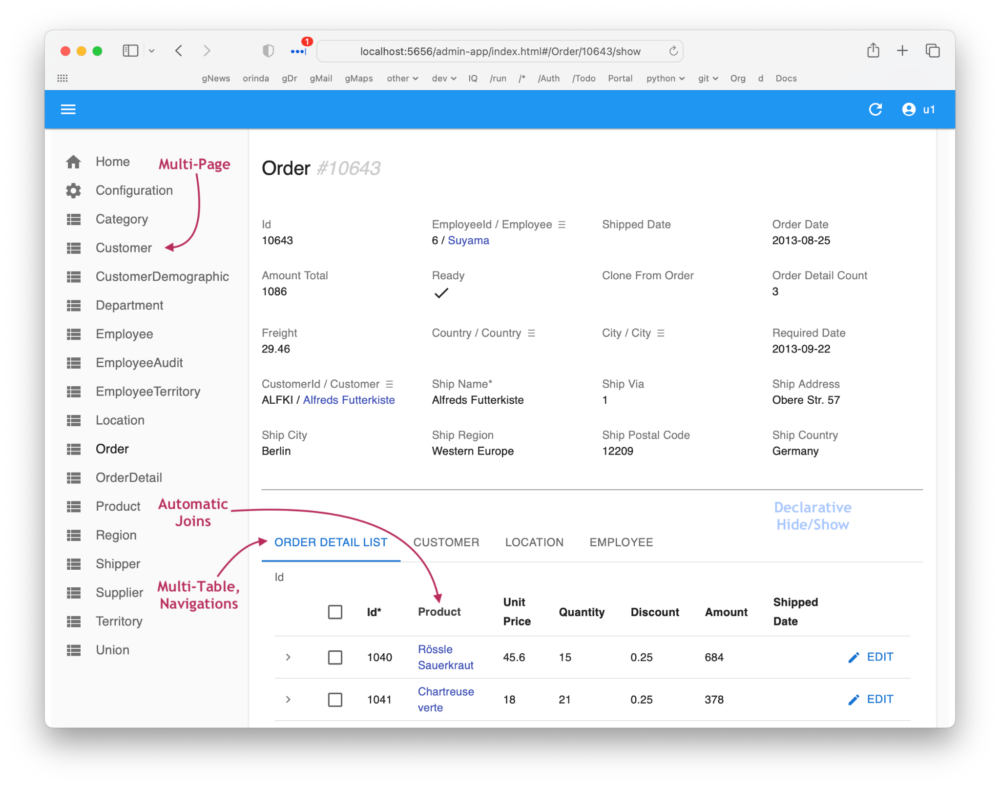 1
localhost:5656/admin-app/index.html#/Order/10643/show
gNews orinda gDr gMail gMaps other dev IQ /run /* /Auth /Todo Portal python git Org d Docs
u1
Home
Configuration
Category
Customer
CustomerDemographic
Department
Employee
EmployeeAudit
EmployeeTerritory
Location
Order
OrderDetail
Product
Region
Shipper
Supplier
Territory
Union
Multi-Page
Automatic
Joins
Multi-Table,
Navigations
Order #10643
Id EmployeeId / Employee Shipped Date Order Date
10643 6 / Suyama 2013-08-25
Amount Total Ready Clone From Order Order Detail Count
1086 3
Freight Country / Country City / City Required Date
29.46 2013-09-22
CustomerId / Customer Ship Name* Ship Via Ship Address
ALFKI / Alfreds Futterkiste Alfreds Futterkiste 1 Obere Str. 57
Ship City Ship Region Ship Postal Code Ship Country
Berlin Western Europe 12209 Germany
Declarative
Hide/Show
ORDER DETAIL LIST CUSTOMER LOCATION EMPLOYEE
Id
Id* Product Unit Price Quantity Discount Amount Shipped Date
1040 Rössle Sauerkraut 45.6 15 0.25 684 EDIT
1041 Chartreuse verte 18 21 0.25 378 EDIT